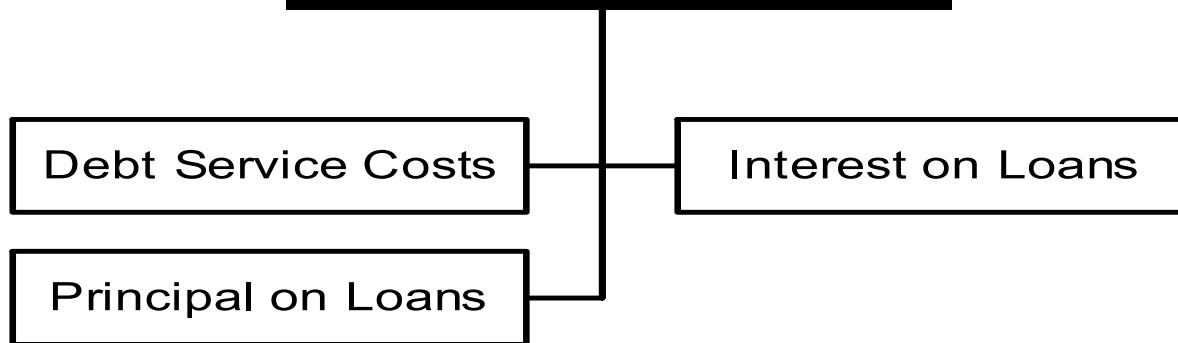 Debt Service Costs
Interest on Loans
Principal on Loans